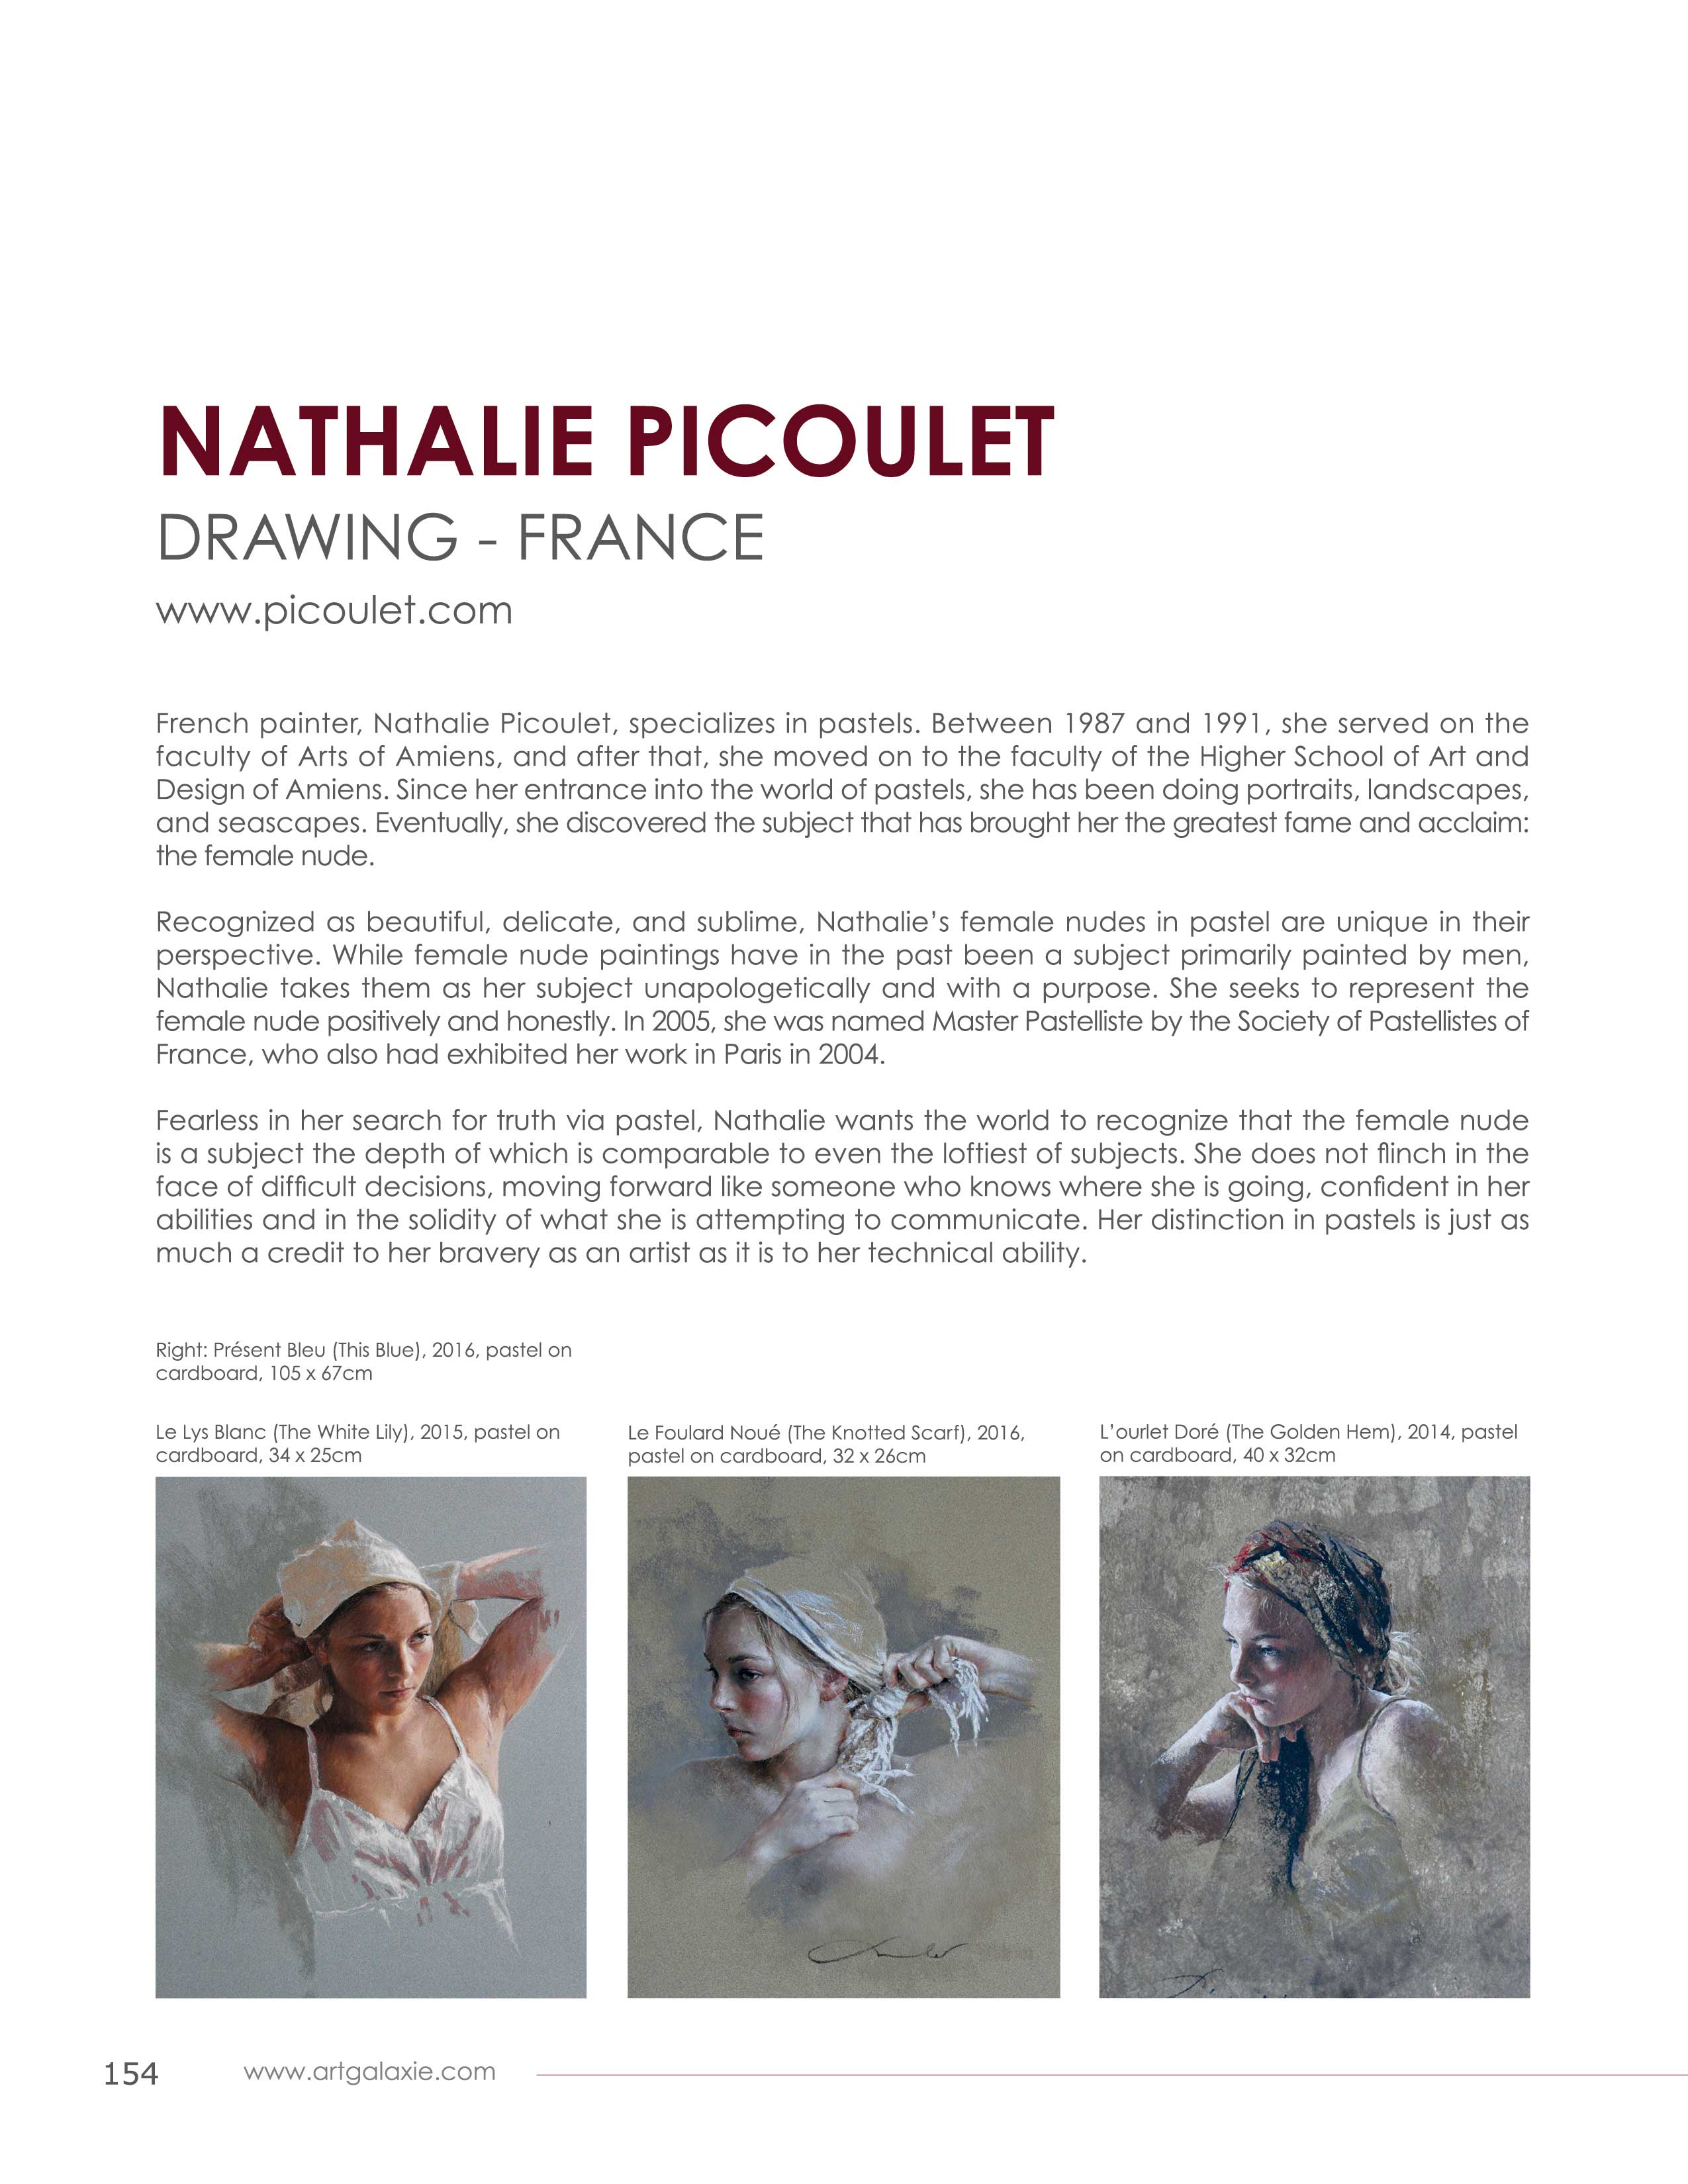 NATHALIE PICOULET
DRAWING - FRANCE
www.picoulet.com
French painter, Nathalie Picoulet, specializes in pastels. Between 1987 and 1991, she served on the
faculty of Arts of Amiens, and after that, she moved on to the faculty of the Higher School of Art and
Design of Amiens. Since her entrance into the world of pastels, she has been doing portraits, landscapes,
and seascapes. Eventually, she discovered the subject that has brought her the greatest fame and acclaim:
the female nude.
Recognized as beautiful, delicate, and sublime, Nathalie’s female nudes in pastel are unique in their
perspective. While female nude paintings have in the past been a subject primarily painted by men,
Nathalie takes them as her subject unapologetically and with a purpose. She seeks to represent the
female nude positively and honestly. In 2005, she was named Master Pastelliste by the Society of Pastellistes of
France, who also had exhibited her work in Paris in 2004.
Fearless in her search for truth via pastel, Nathalie wants the world to recognize that the female nude
is a subject the depth of which is comparable to even the loftiest of subjects. She does not flinch in the
face of difficult decisions, moving forward like someone who knows where she is going, confident in her
abilities and in the solidity of what she is attempting to communicate. Her distinction in pastels is just as
much a credit to her bravery as an artist as it is to her technical ability.
Right: Présent Bleu (This Blue), 2016, pastel on
cardboard, 105 x 67cm
Le Lys Blanc (The White Lily), 2015, pastel on
cardboard, 34 x 25cm
Le Foulard Noué (The Knotted Scarf), 2016,
pastel on cardboard, 32 x 26cm
L’ourlet Doré (The Golden Hem), 2014, pastel
on cardboard, 40 x 32cm
154
www.artgalaxie.com